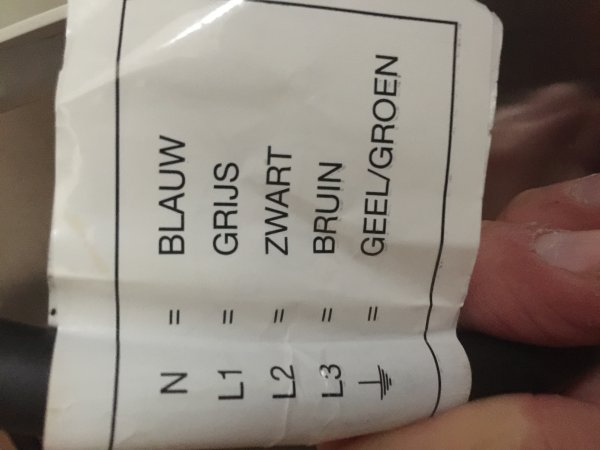 N = BLAUW
L1 = GRIJS
L2 = ZWART
L3 = BRUIN
⏚ = GEEL/GROEN